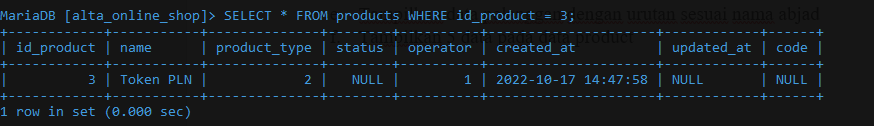 MariaDB [alta_online_shop]> SELECT * FROM products WHERE id_product = 3;
+------------+-----------+--------------+--------+----------+---------------------+------------+------+
| id_product | name      | product_type | status | operator | created_at          | updated_at | code |
+------------+-----------+--------------+--------+----------+---------------------+------------+------+
|          3 | Token PLN |            2 |   NULL |        1 | 2022-10-17 14:47:58 | NULL       | NULL |
+------------+-----------+--------------+--------+----------+---------------------+------------+------+
1 row in set (0.000 sec)